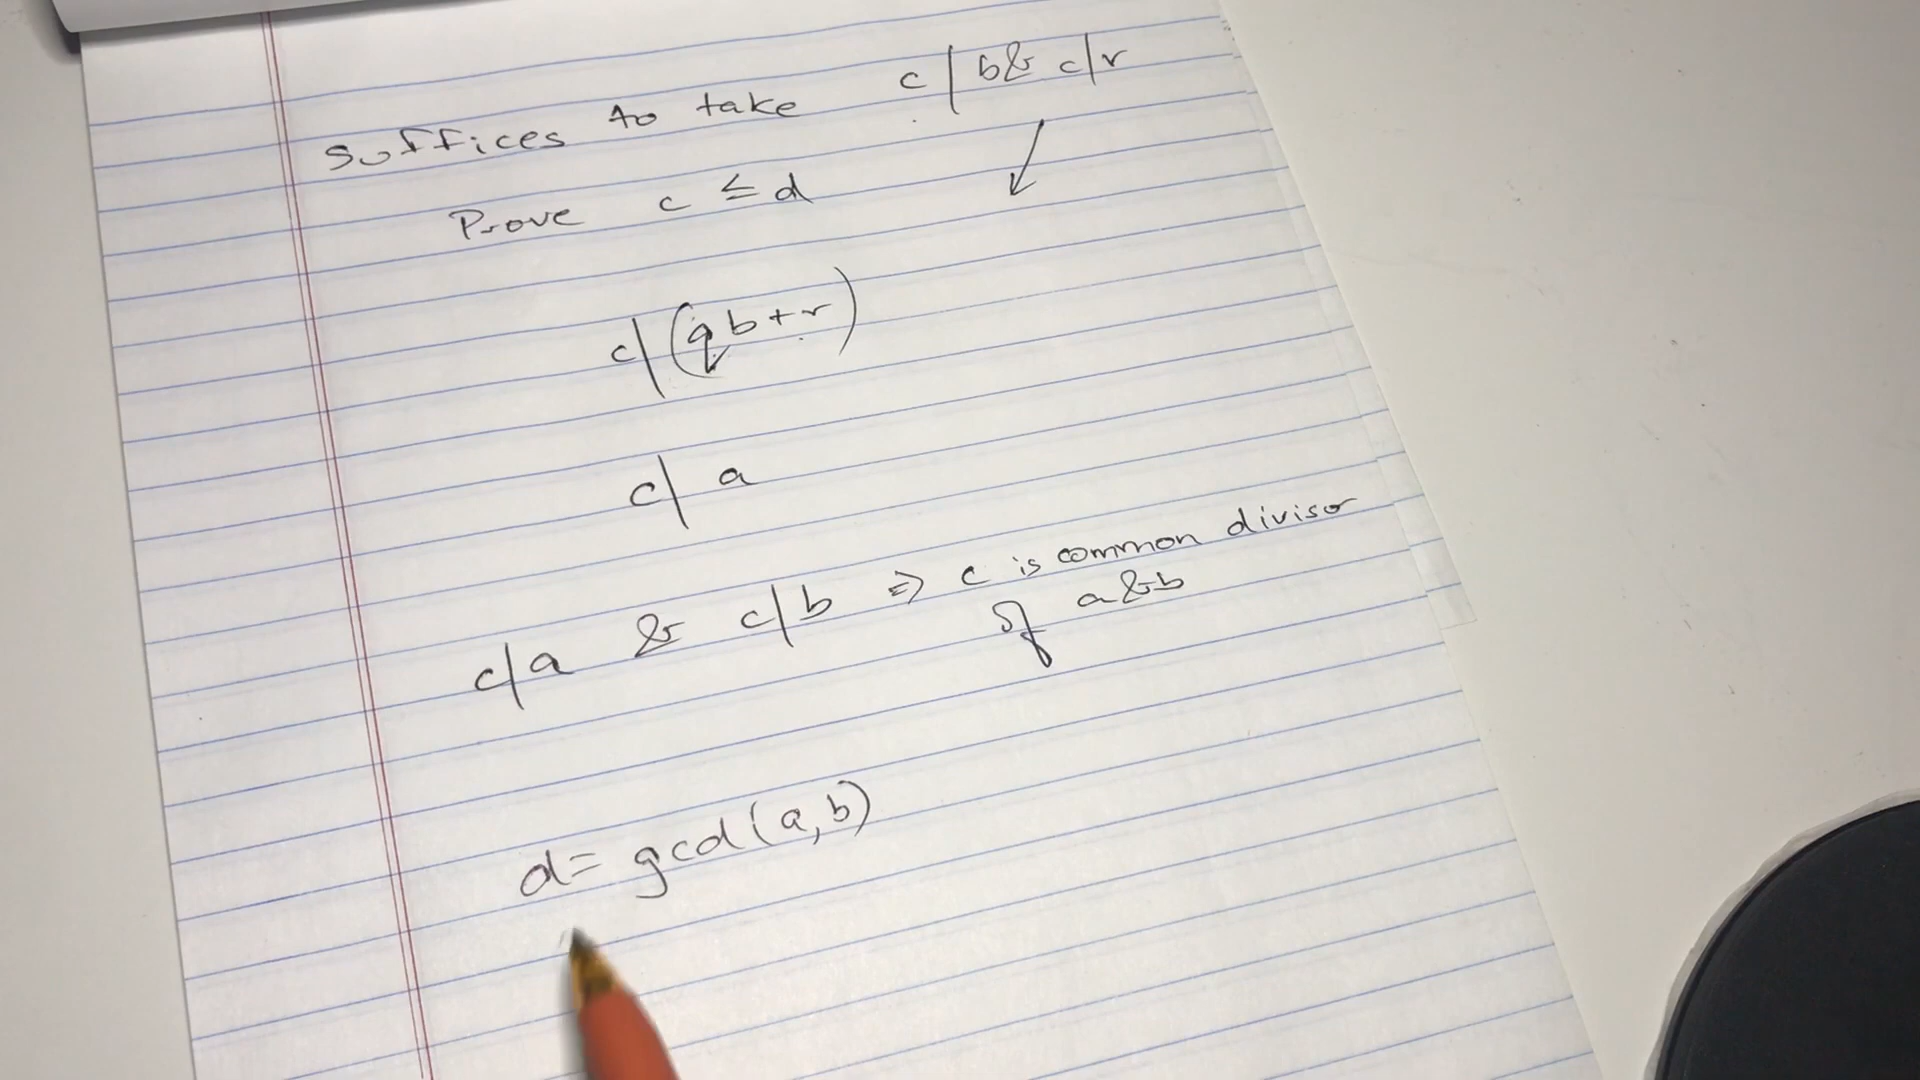 Suffices to take c | b & c|r
Prove c ≤ d
c|(qb+r)
c| a
c|a & c|b ⇒ c is common divisor
of a & b
d = gcd(a,b)